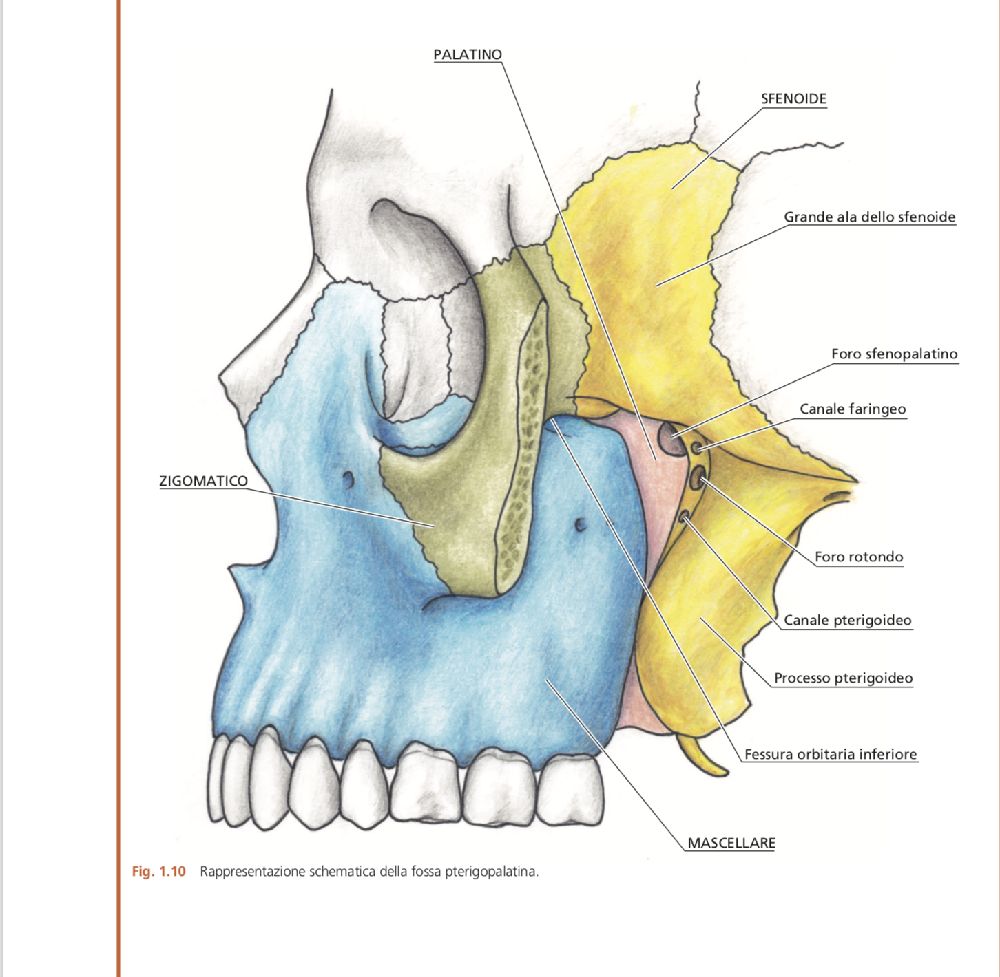 PALATINO
SFENOIDE
Grande ala dello sfenoide
Foro sfenopalatino
Canale faringeo
ZIGOMATICO
Foro rotondo
Canale pterigoideo
Processo pterigoideo
Fessura orbitaria inferiore
MASCELLARE
Fig. 1.10 Rappresentazione schematica della fossa pterigopalatina.